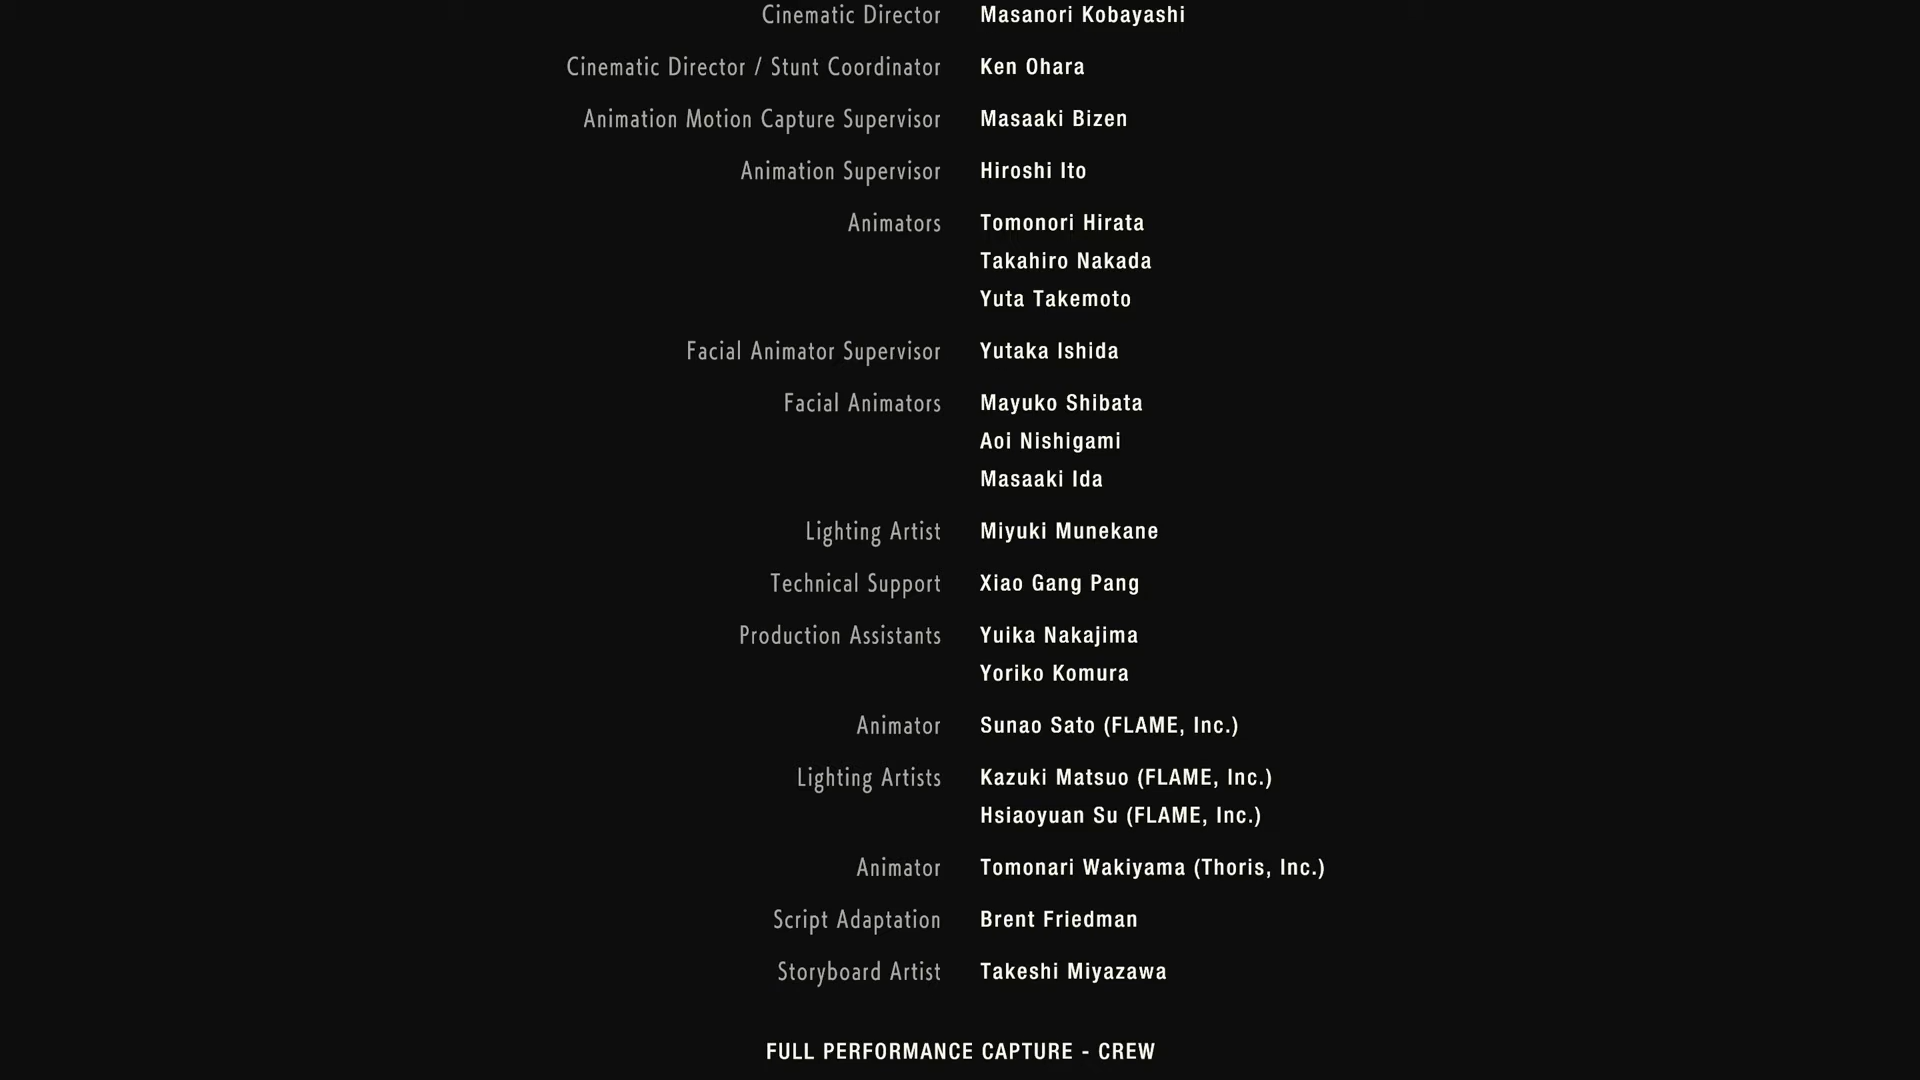 Cinematic Director Masanori Kobayashi
Cinematic Director / Stunt Coordinator Ken Ohara
Animation Motion Capture Supervisor Masaaki Bizen
Animation Supervisor Hiroshi Ito
Animators Tomonori Hirata
Takahiro Nakada
Yuta Takemoto
Facial Animator Supervisor Yutaka Ishida
Facial Animators Mayuko Shibata
Aoi Nishigami
Masaaki Ida
Lighting Artist Miyuki Munekane
Technical Support Xiao Gang Pang
Production Assistants Yuika Nakajima
Yoriko Komura
Animator Sunao Sato (FLAME, Inc.)
Lighting Artists Kazuki Matsuo (FLAME, Inc.)
Hsiaoyuan Su (FLAME, Inc.)
Animator Tomonari Wakiyama (Thoris, Inc.)
Script Adaptation Brent Friedman
Storyboard Artist Takeshi Miyazawa
FULL PERFORMANCE CAPTURE - CREW